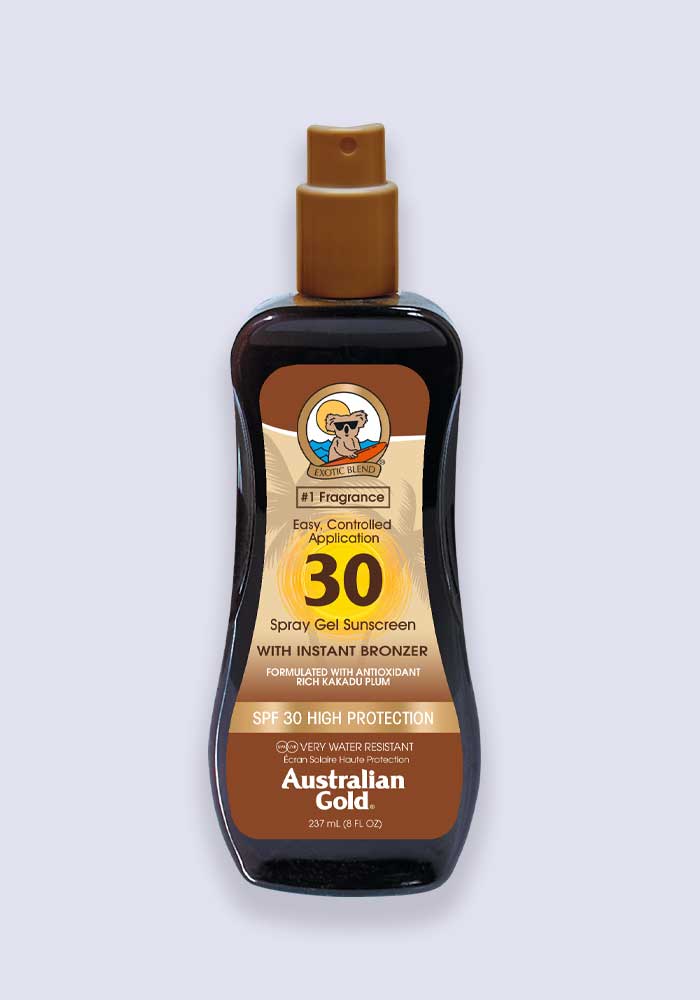 EXOTIC BLEND
#1 Fragrance
Easy, Controlled
Application
30
Spray Gel Sunscreen
WITH INSTANT BRONZER
FORMULATED WITH ANTIOXIDANT
RICH KAKADU PLUM
SPF 30 HIGH PROTECTION
UVA UVB VERY WATER RESISTANT
Écran Solaire Haute Protection
Australian
Gold®
237 mL (8 FL OZ)